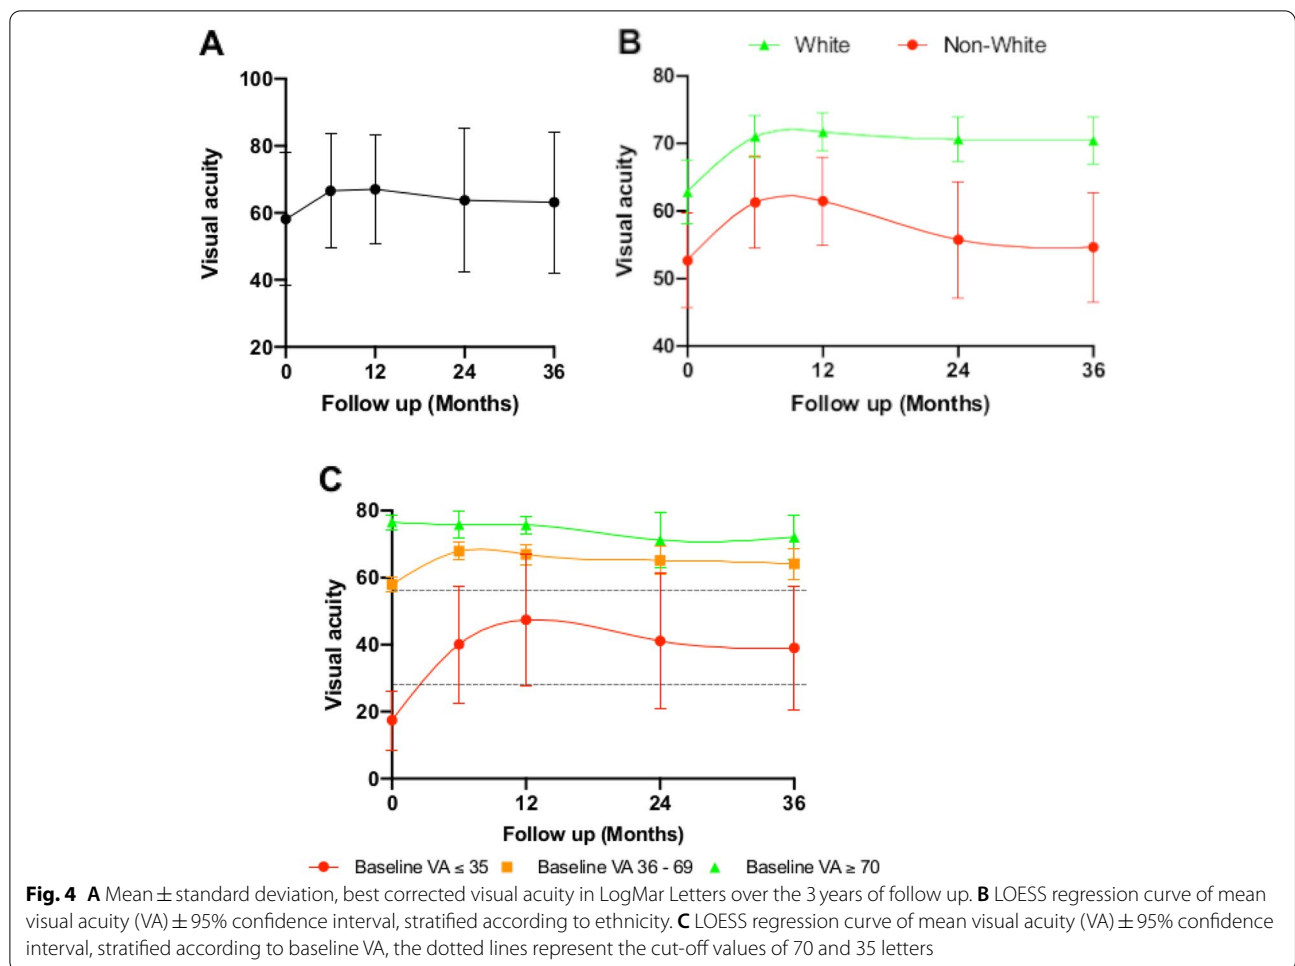 A
100
80
60
40
20
Visual acuity
0 12 24 36
Follow up (Months)
B
White Non-White
80
70
60
50
40
Visual acuity
0 12 24 36
Follow up (Months)
C
80
60
40
20
0
Visual acuity
0 12 24 36
Follow up (Months)
Baseline VA ≤ 35 Baseline VA 36 - 69 Baseline VA ≥ 70
Fig. 4 A Mean ± standard deviation, best corrected visual acuity in LogMar Letters over the 3 years of follow up. B LOESS regression curve of mean
visual acuity (VA) ± 95% confidence interval, stratified according to ethnicity. C LOESS regression curve of mean visual acuity (VA) ± 95% confidence
interval, stratified according to baseline VA, the dotted lines represent the cut-off values of 70 and 35 letters